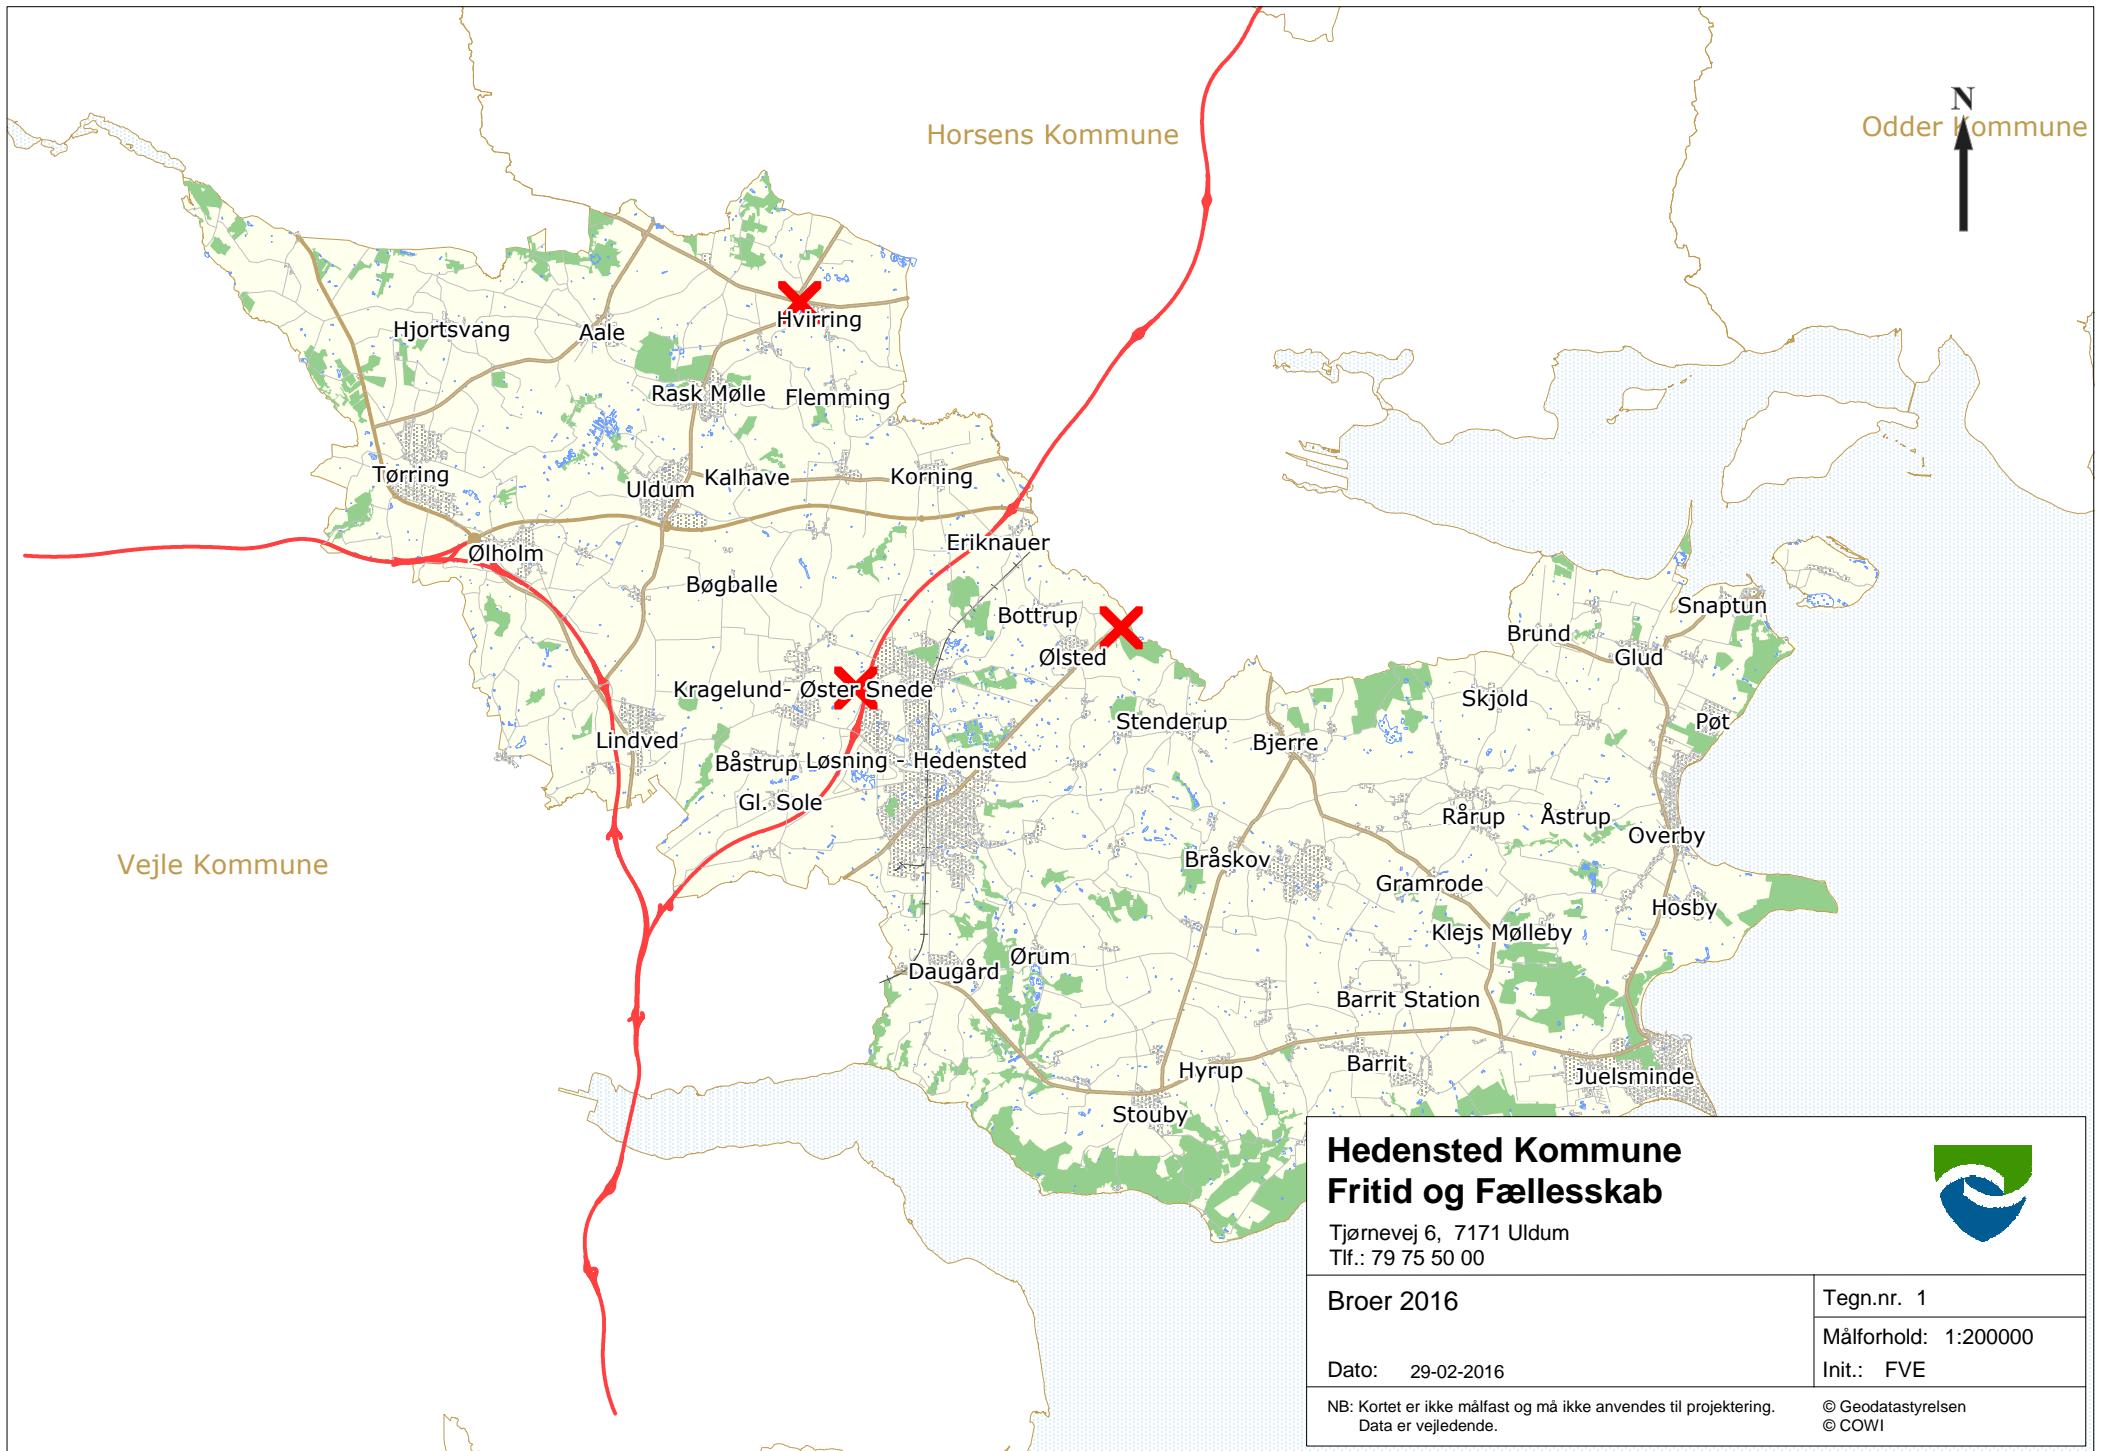 N
Horsens Kommune
Odder Kommune
Hvirring
Hjortsvang
Aale
Rask Mølle
Flemming
Tørring
Uldum
Kalhave
Korning
Eriknauer
Ølholm
Bøgballe
Bottrup
Snaptun
Brund
Glud
Ølsted
Kragelund- Øster Snede
Skjold
Pøt
Stenderup
Bjerre
Lindved
Båstrup
Løsning - Hedensted
Gl. Sole
Rårup
Åstrup
Overby
Vejle Kommune
Bråskov
Gramrode
Hosby
Klejs Mølleby
Ørum
Daugård
Barrit Station
Hyrup
Barrit
Juelsminde
Stouby
Hedensted Kommune
Fritid og Fællesskab
Tjørnevej 6, 7171 Uldum
Tlf.: 79 75 50 00
Broer 2016
Tegn.nr. 1
Målforhold: 1:200000
Dato: 29-02-2016
Init.: FVE
NB: Kortet er ikke målfast og må ikke anvendes til projektering.
Data er vejledende.
© Geodatastyrelsen
© COWI